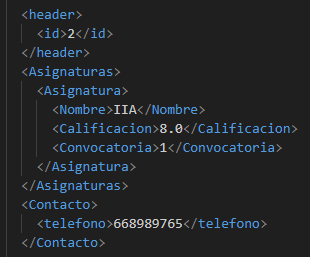 <header>
<id>2</id>
</header>
<Asignaturas>
<Asignatura>
<Nombre>IIA</Nombre>
<Calificacion>8.0</Calificacion>
<Convocatoria>1</Convocatoria>
</Asignatura>
</Asignaturas>
<Contacto>
<telefono>668989765</telefono>
</Contacto>